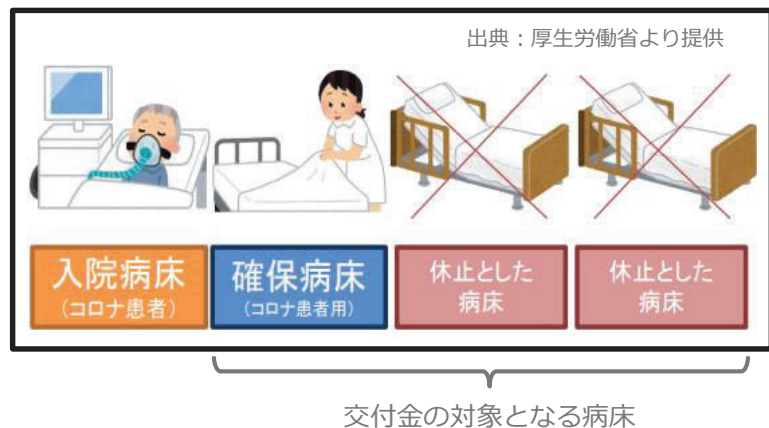 出典：厚生労働省より提供
入院病床
（コロナ患者）
確保病床
（コロナ患者用）
休止とした
病床
休止とした
病床
交付金の対象となる病床